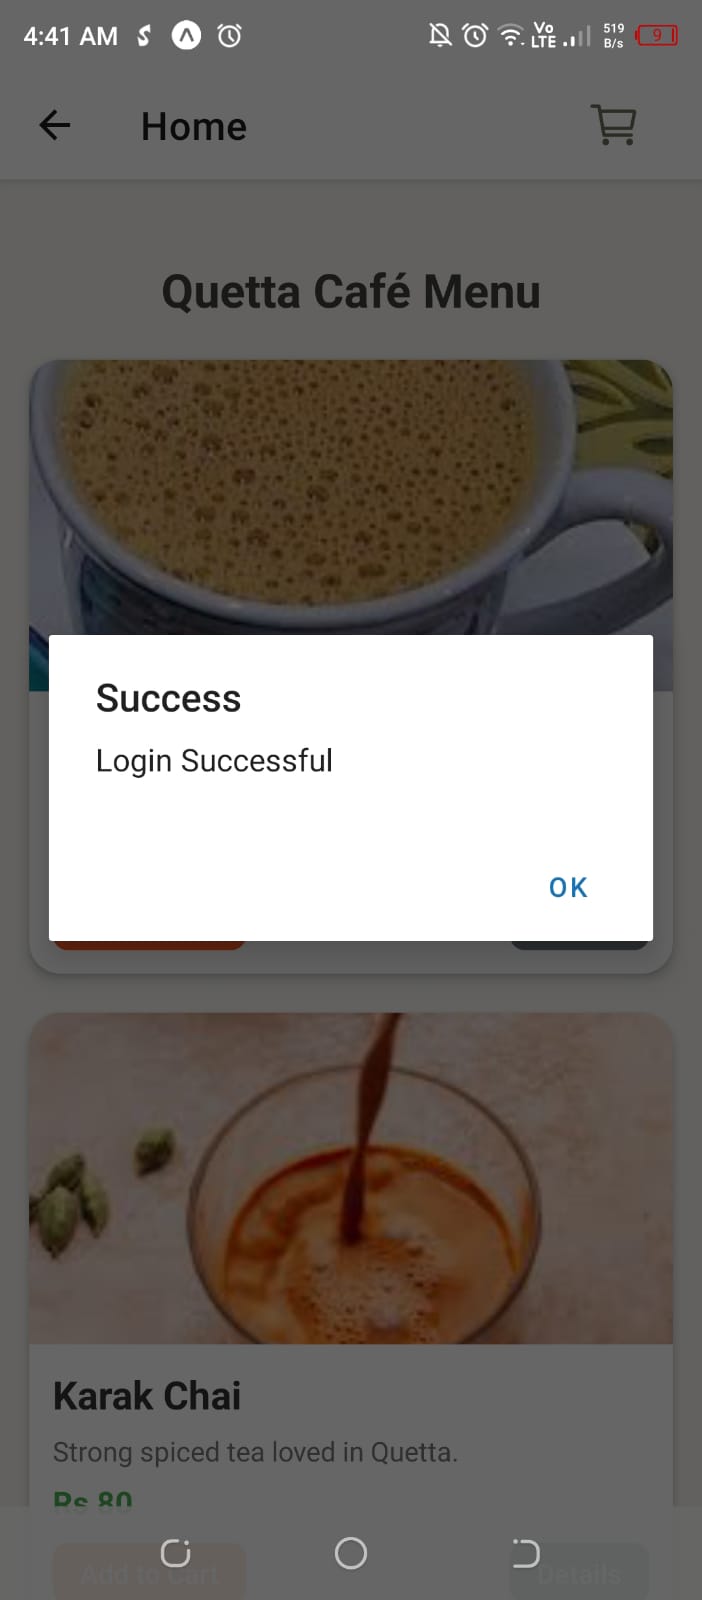 4:41 AM
Vo
LTE
519
B/s
9
Home
Quetta Café Menu
Success
Login Successful
OK
Karak Chai
Strong spiced tea loved in Quetta.
Rs 80
Add to Cart
Details